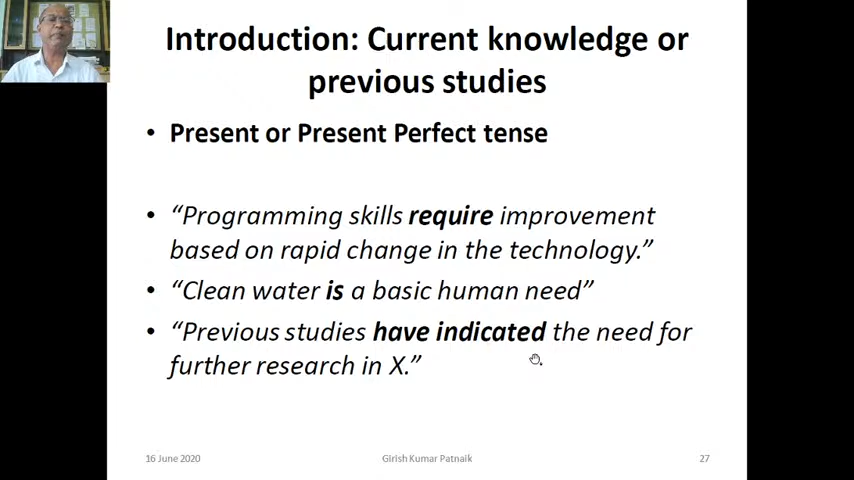 Introduction: Current knowledge or
previous studies
• Present or Present Perfect tense
• “Programming skills require improvement
based on rapid change in the technology.”
• “Clean water is a basic human need”
• “Previous studies have indicated the need for
further research in X.”
16 June 2020
Girish Kumar Patnaik
27